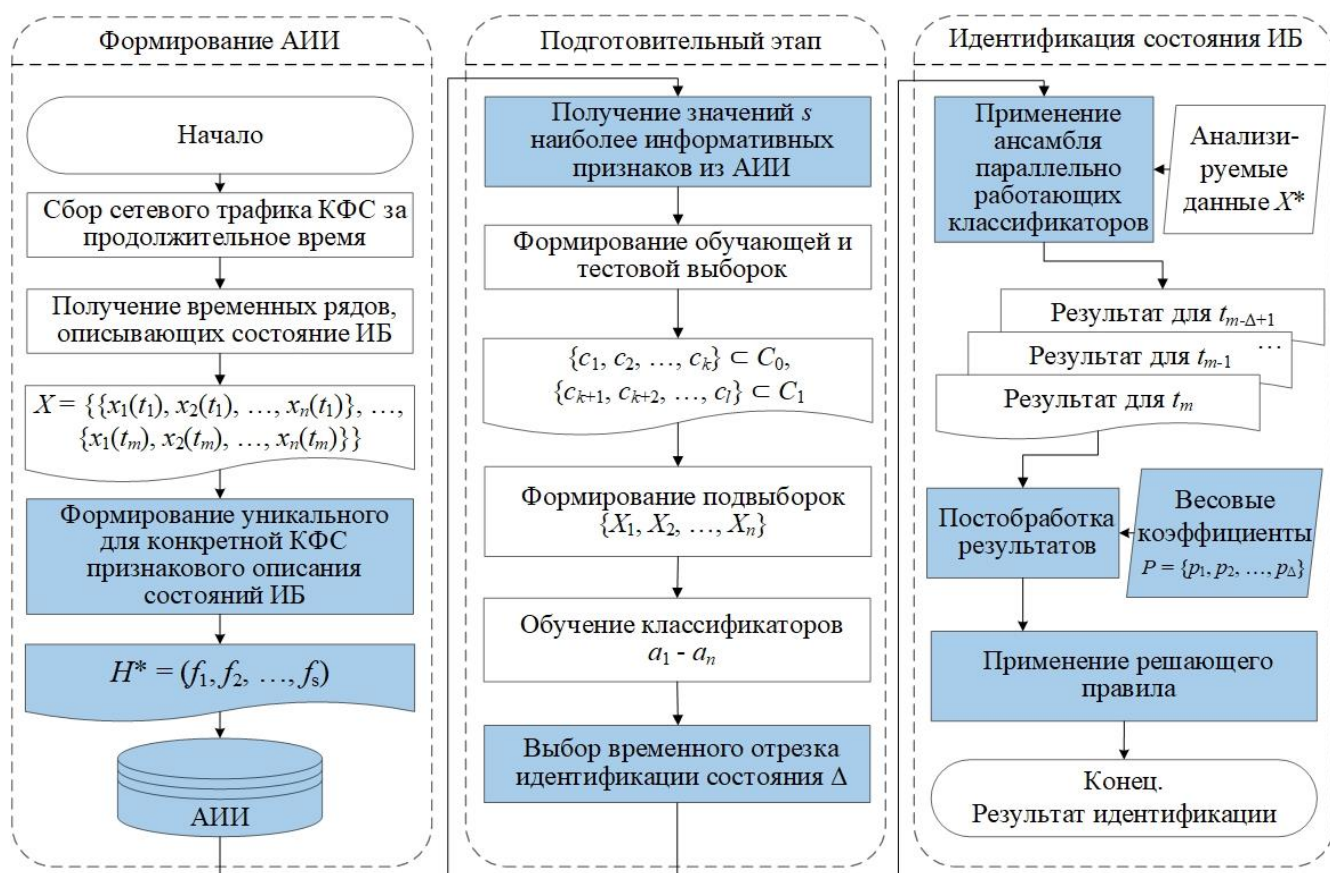 Формирование АИИ
Начало
Сбор сетевого трафика КФС за
продолжительное время
Получение временных рядов,
описывающих состояние ИБ
X = {{x₁(t₁), x₂(t₁), …, xₙ(t₁)}, …,
{x₁(tₘ), x₂(tₘ), …, xₙ(tₘ)}}
Формирование уникального
для конкретной КФС
признакового описания
состояний ИБ
H* = (f₁, f₂, …, fₛ)
АИИ
Подготовительный этап
Получение значений s
наиболее информативных
признаков из АИИ
Формирование обучающей и
тестовой выборок
{c₁, c₂, …, cₖ} ⊂ C₀,
{cₖ₊₁, cₖ₊₂, …, cₗ} ⊂ C₁
Формирование подвыборок
{X₁, X₂, …, Xₙ}
Обучение классификаторов
a₁ - aₙ
Выбор временного отрезка
идентификации состояния Δ
Идентификация состояния ИБ
Применение
ансамбля
параллельно
работающих
классификаторов
Анализи-
руемые
данные X*
Результат для t_{m-Δ+1}
…
Результат для t_{m-1}
Результат для tₘ
Постобработка
результатов
Весовые
коэффициенты
P = {p₁, p₂, …, p_Δ}
Применение решающего
правила
Конец.
Результат идентификации